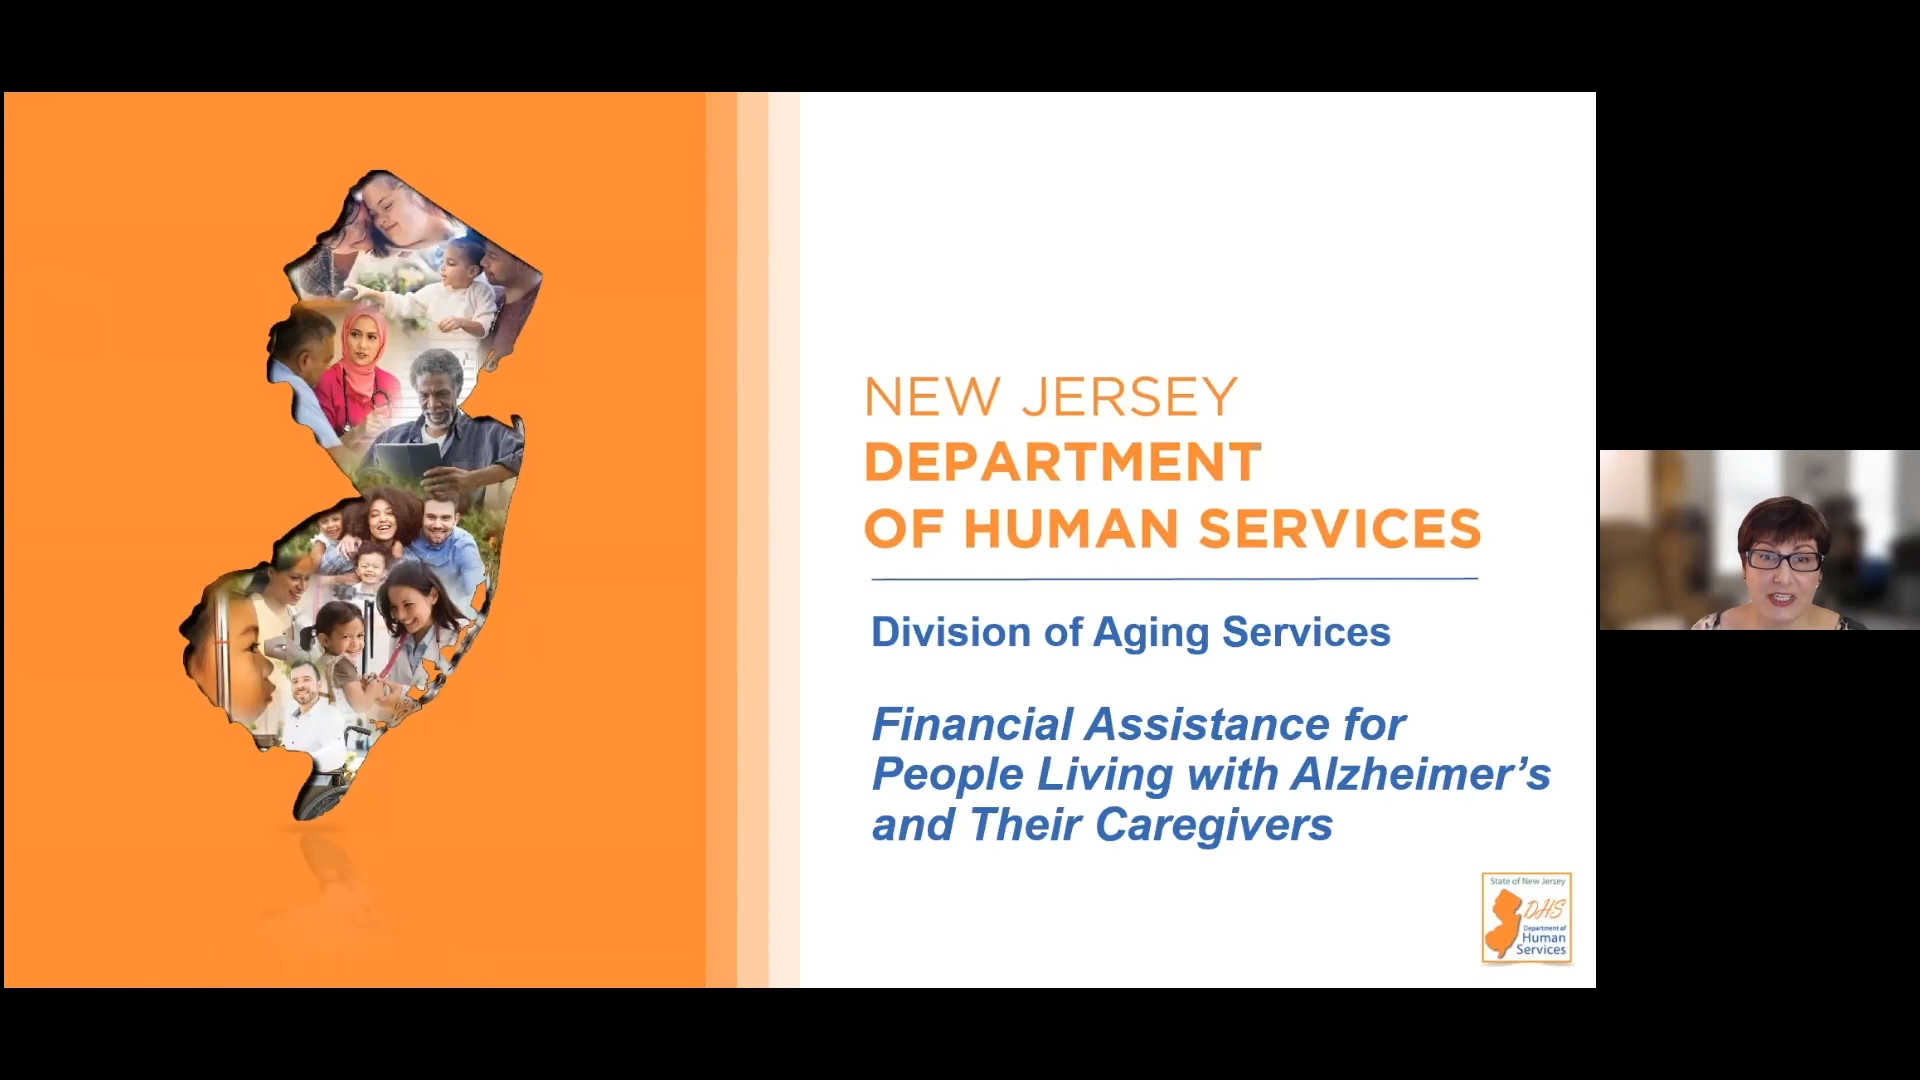 NEW JERSEY
DEPARTMENT
OF HUMAN SERVICES
Division of Aging Services
Financial Assistance for
People Living with Alzheimer’s
and Their Caregivers
State of New Jersey
DHS
Department of
Human
Services